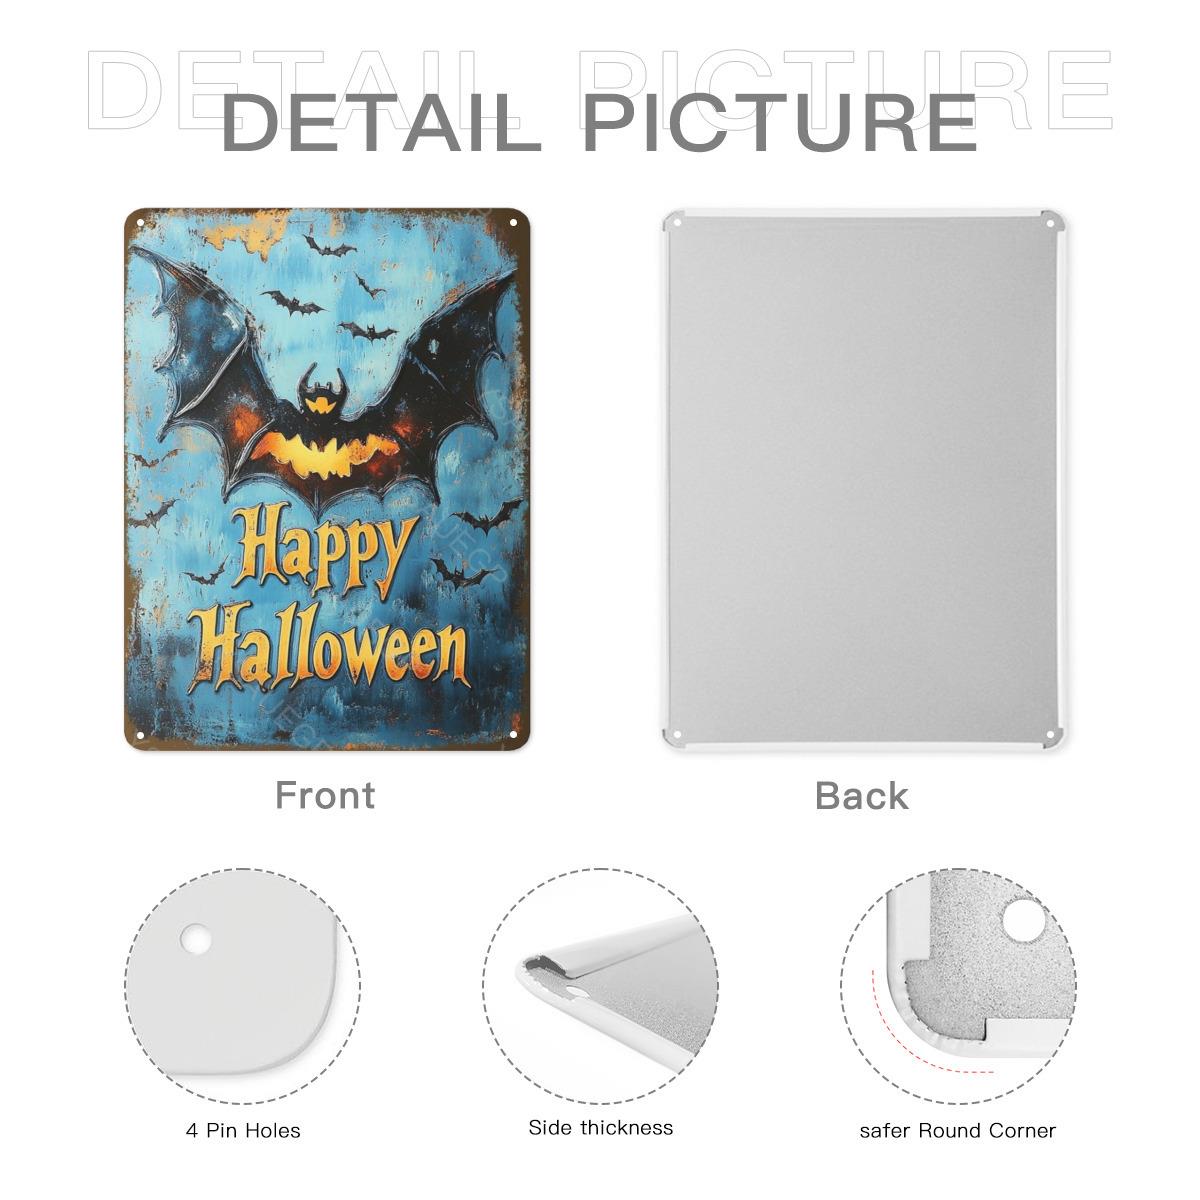 DETAIL PICTURE
DETAIL PICTURE
Happy
Halloween
Front
Back
4 Pin Holes
Side thickness
safer Round Corner